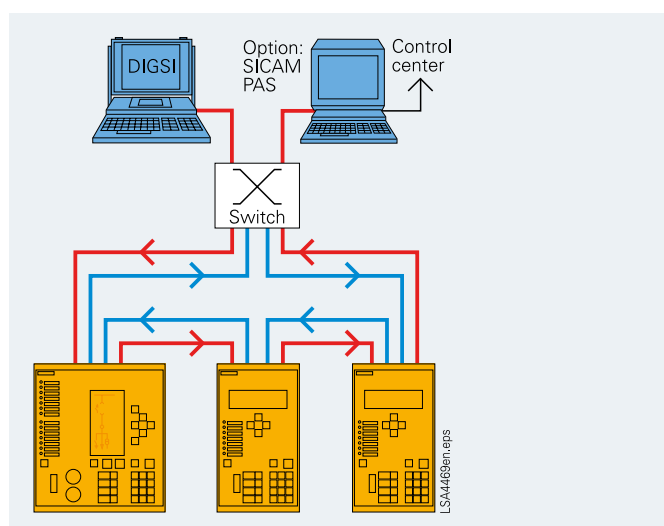 DIGSI
Option:
SICAM
PAS
Control
center
Switch
LSA4469en.eps